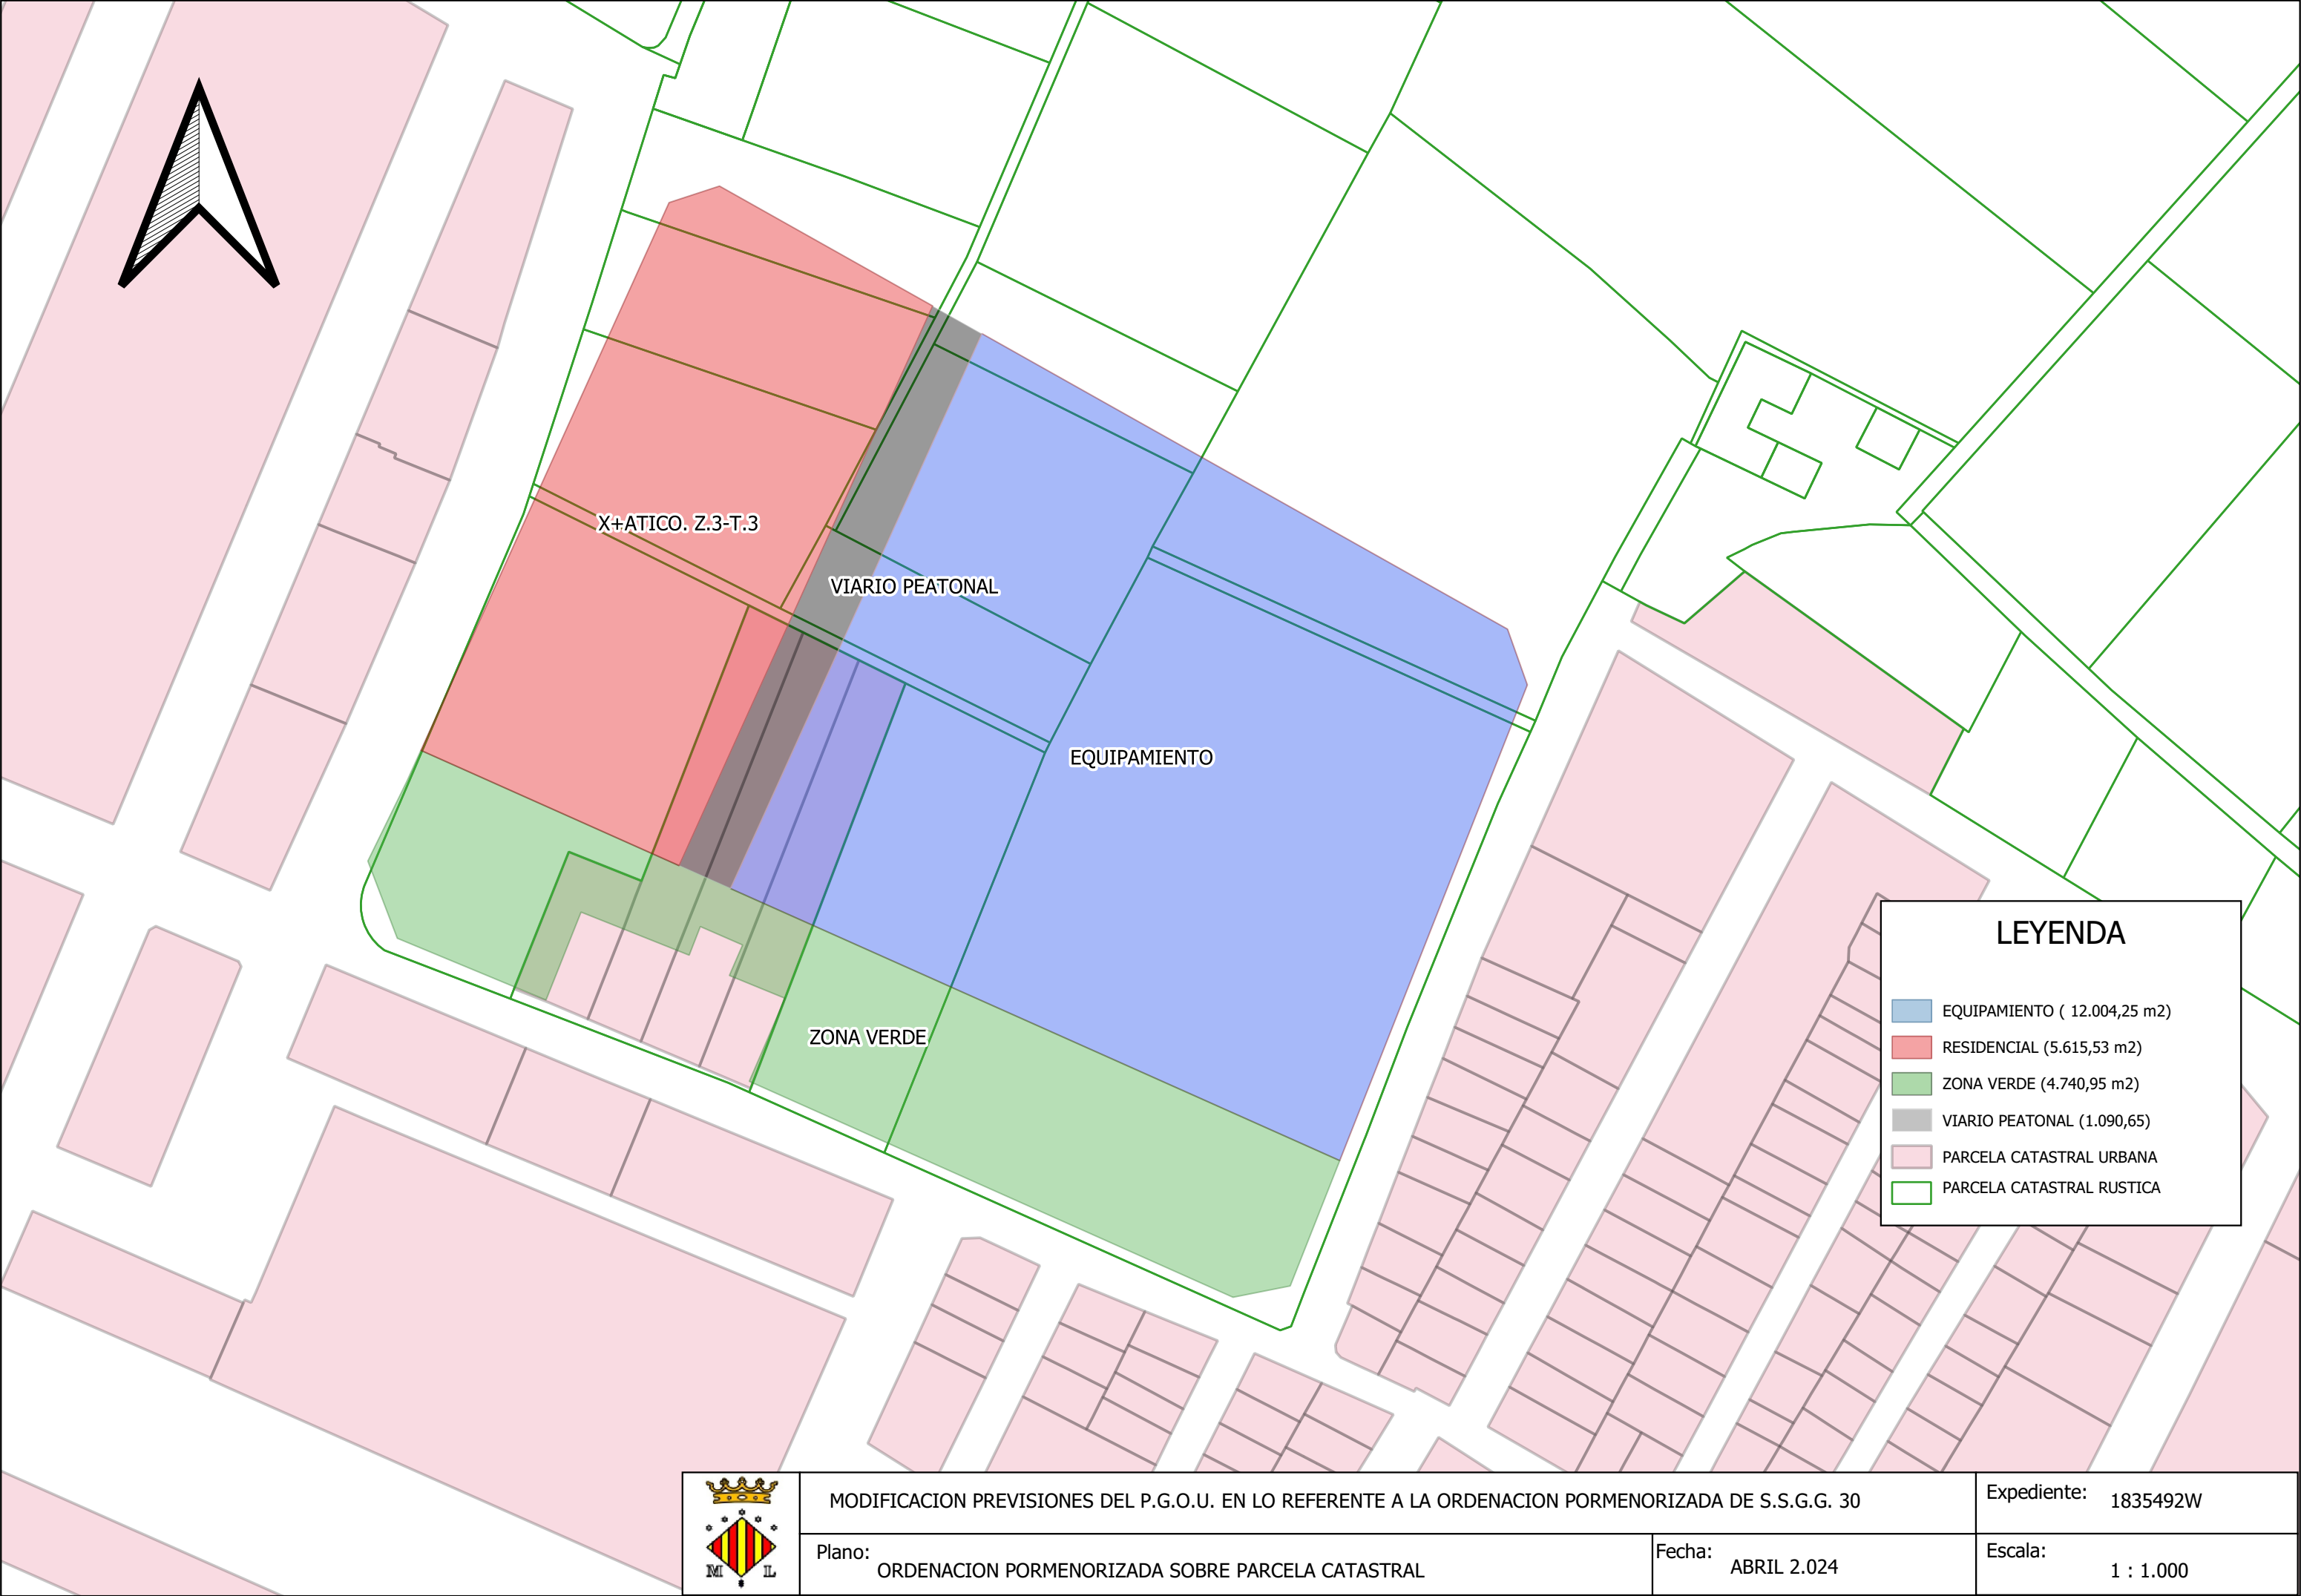 X+ATICO. Z.3-T.3
VIARIO PEATONAL
EQUIPAMIENTO
ZONA VERDE
LEYENDA
EQUIPAMIENTO ( 12.004,25 m2)
RESIDENCIAL (5.615,53 m2)
ZONA VERDE (4.740,95 m2)
VIARIO PEATONAL (1.090,65)
PARCELA CATASTRAL URBANA
PARCELA CATASTRAL RUSTICA
M L
MODIFICACION PREVISIONES DEL P.G.O.U. EN LO REFERENTE A LA ORDENACION PORMENORIZADA DE S.S.G.G. 30
Expediente: 1835492W
Plano: ORDENACION PORMENORIZADA SOBRE PARCELA CATASTRAL
Fecha: ABRIL 2.024
Escala: 1 : 1.000